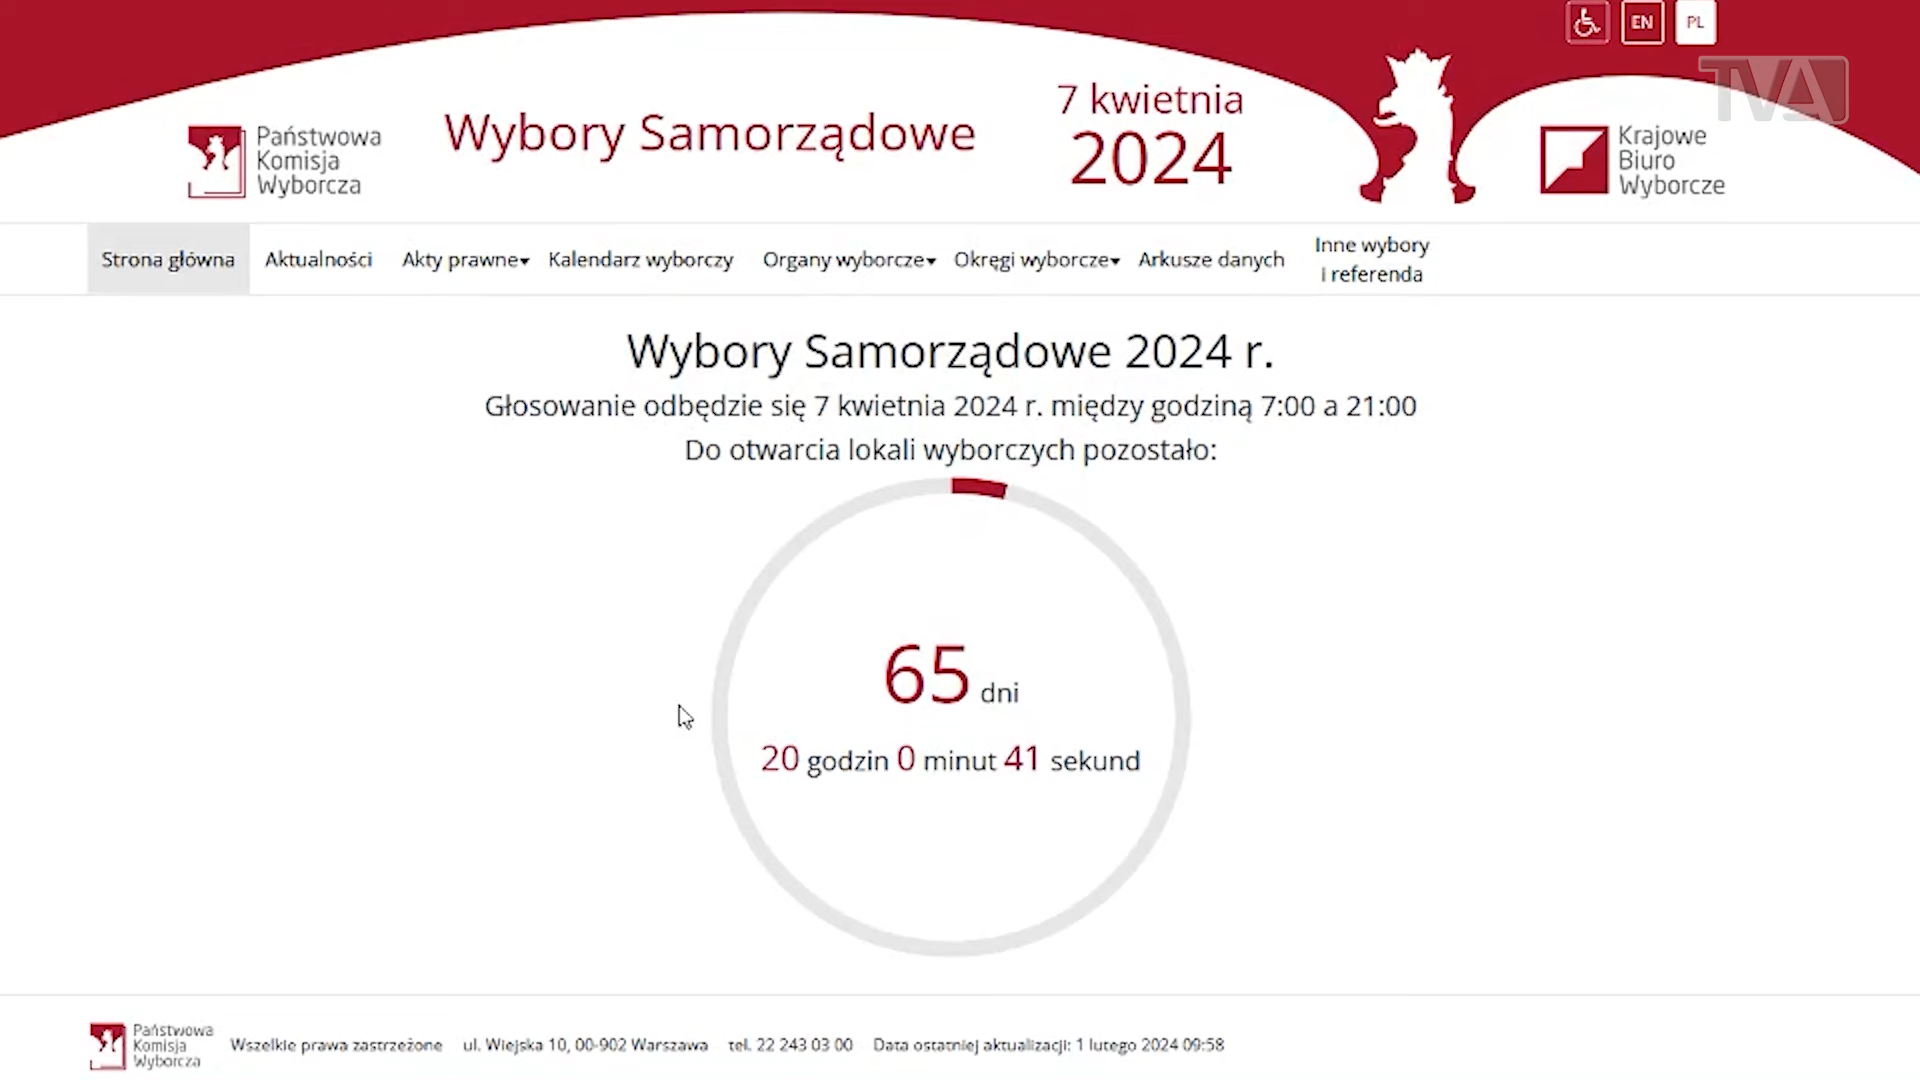 EN
PL
TVA
Państwowa
Komisja
Wyborcza
Wybory Samorządowe
7 kwietnia
2024
Krajowe
Biuro
Wyborcze
Strona główna
Aktualności
Akty prawne
Kalendarz wyborczy
Organy wyborcze
Okręgi wyborcze
Arkusze danych
Inne wybory
i referenda
Wybory Samorządowe 2024 r.
Głosowanie odbędzie się 7 kwietnia 2024 r. między godziną 7:00 a 21:00
Do otwarcia lokali wyborczych pozostało:
65 dni
20 godzin 0 minut 41 sekund
Państwowa
Komisja
Wyborcza
Wszelkie prawa zastrzeżone ul. Wiejska 10, 00-902 Warszawa tel. 22 243 03 00 Data ostatniej aktualizacji: 1 lutego 2024 09:58